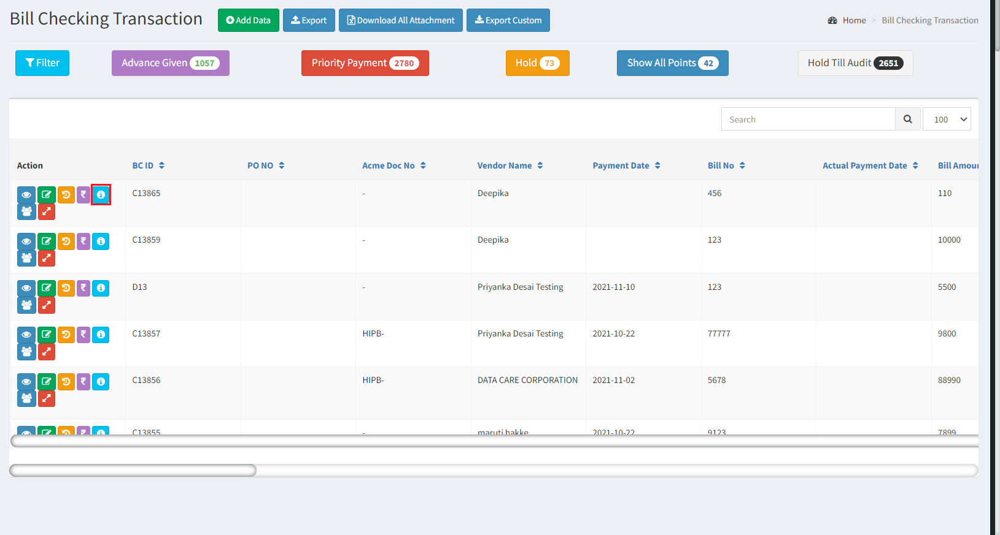 Bill Checking Transaction
Add Data
Export
Download All Attachment
Export Custom
Home > Bill Checking Transaction
Filter
Advance Given 1057
Priority Payment 2780
Hold 73
Show All Points 42
Hold Till Audit 2651
Search
100
Action BC ID PO NO Acme Doc No Vendor Name Payment Date Bill No Actual Payment Date Bill Amoun
C13865 - Deepika 456 110
C13859 - Deepika 123 10000
D13 - Priyanka Desai Testing 2021-11-10 123 5500
C13857 HIPB- Priyanka Desai Testing 2021-10-22 77777 9800
C13856 HIPB- DATA CARE CORPORATION 2021-11-02 5678 88990
C13855 - maruti hakke 2021-10-22 9123 7899